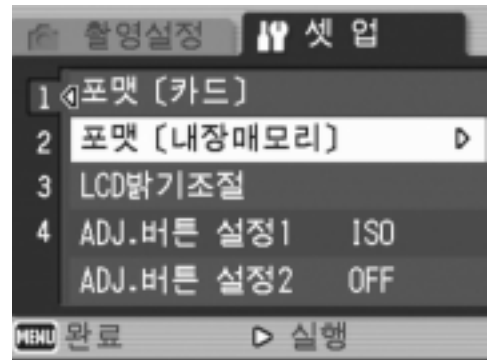 촬영설정 셋 업
1 포맷 [카드]
2 포맷 [내장매모리]
3 LCD밝기조절
4 ADJ.버튼 설정1 ISO
ADJ.버튼 설정2 OFF
MENU 완료 실행